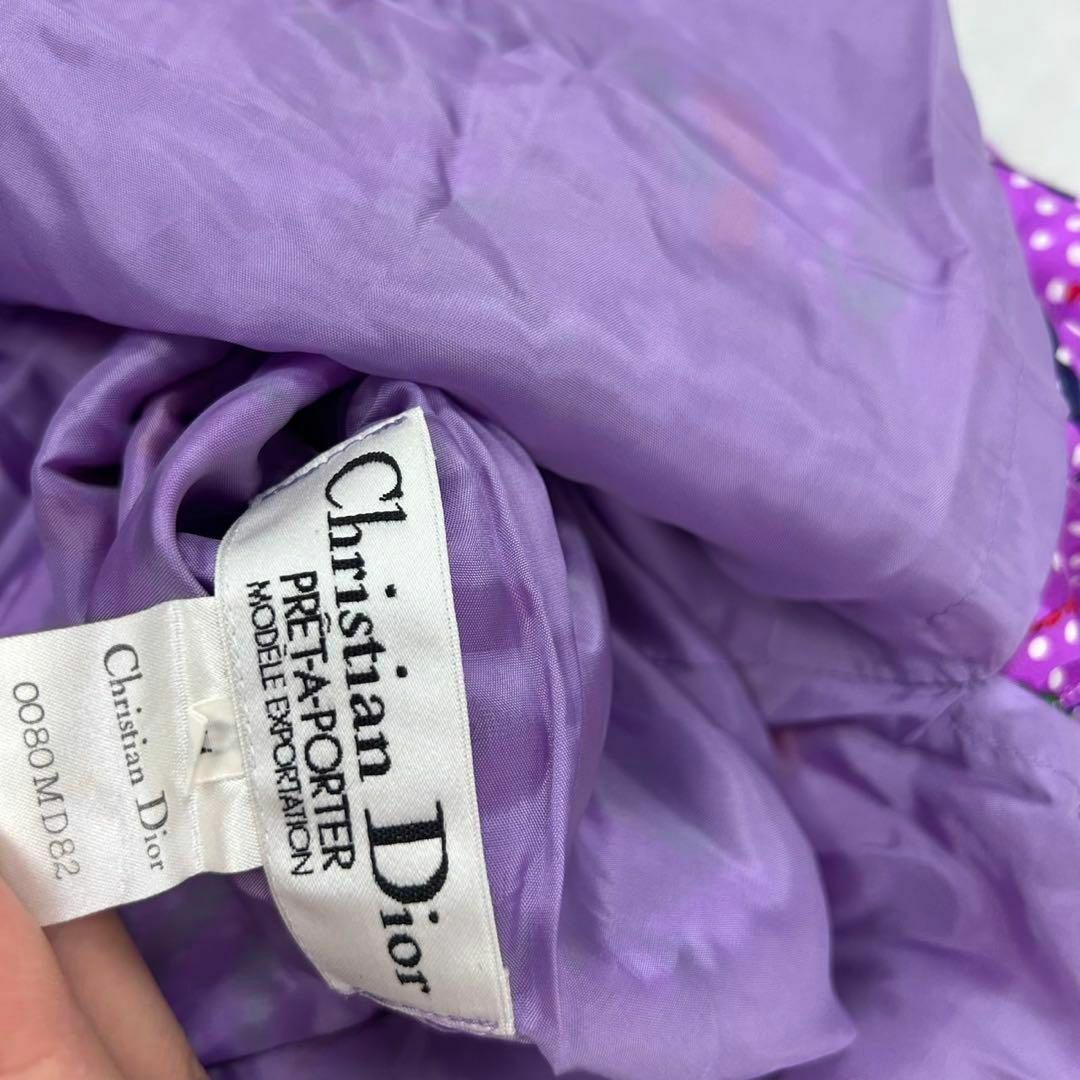 Christian Dior
PRÊT-A-PORTER
MODÈLE EXPORTATION
Christian Dior
0080MD82